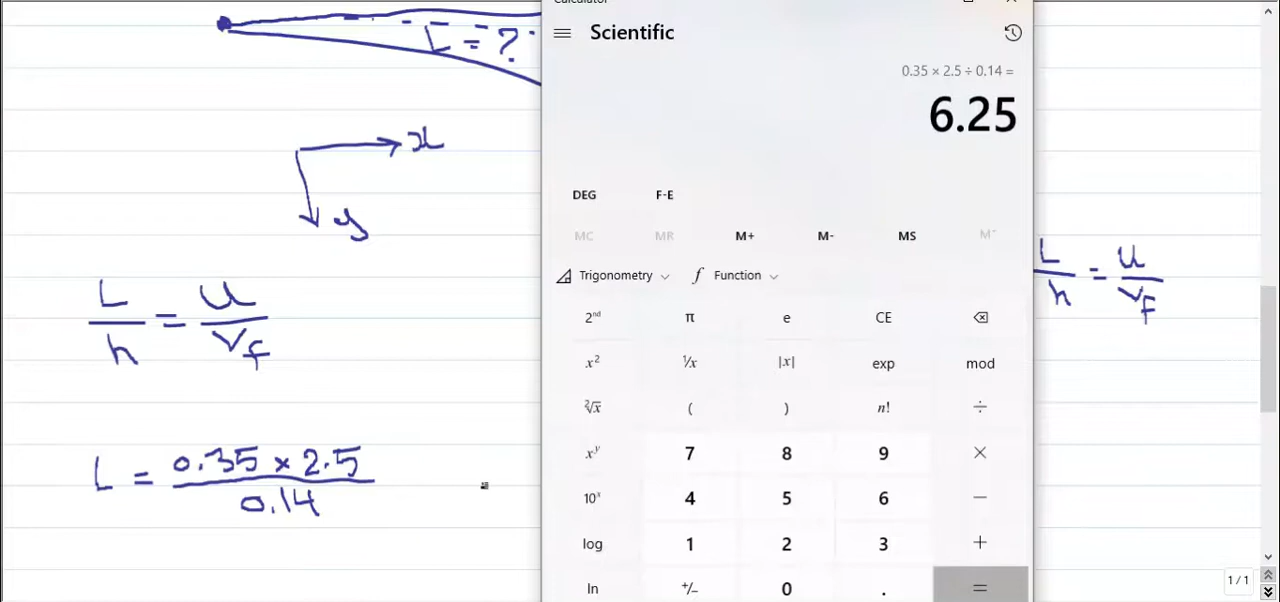 L = ?
Calculator
Scientific
0.35 × 2.5 ÷ 0.14 =
6.25
x
y
DEG F-E
MC MR M+ M- MS Mˇ
Trigonometry f Function
2ⁿᵈ π e CE
x² ¹/x |x| exp mod
²√x ( ) n! ÷
xʸ 7 8 9 ×
10ˣ 4 5 6 −
log 1 2 3 +
ln +/− 0 . =
L/h = u/Vf
L/h = u/Vf
L = 0.35 × 2.5
0.14
1 / 1